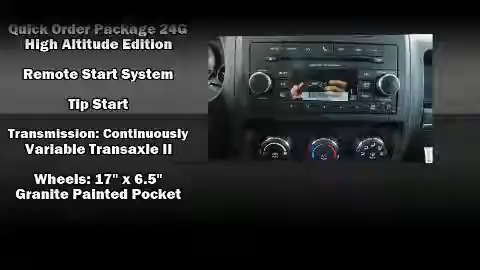 Quick Order Package 24G
High Altitude Edition
Remote Start System
Tip Start
Transmission: Continuously
Variable Transaxle II
Wheels: 17" x 6.5"
Granite Painted Pocket